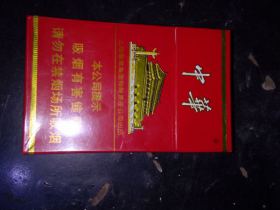 中華
本公司提示
吸烟有害健康
请勿在禁烟场所吸烟